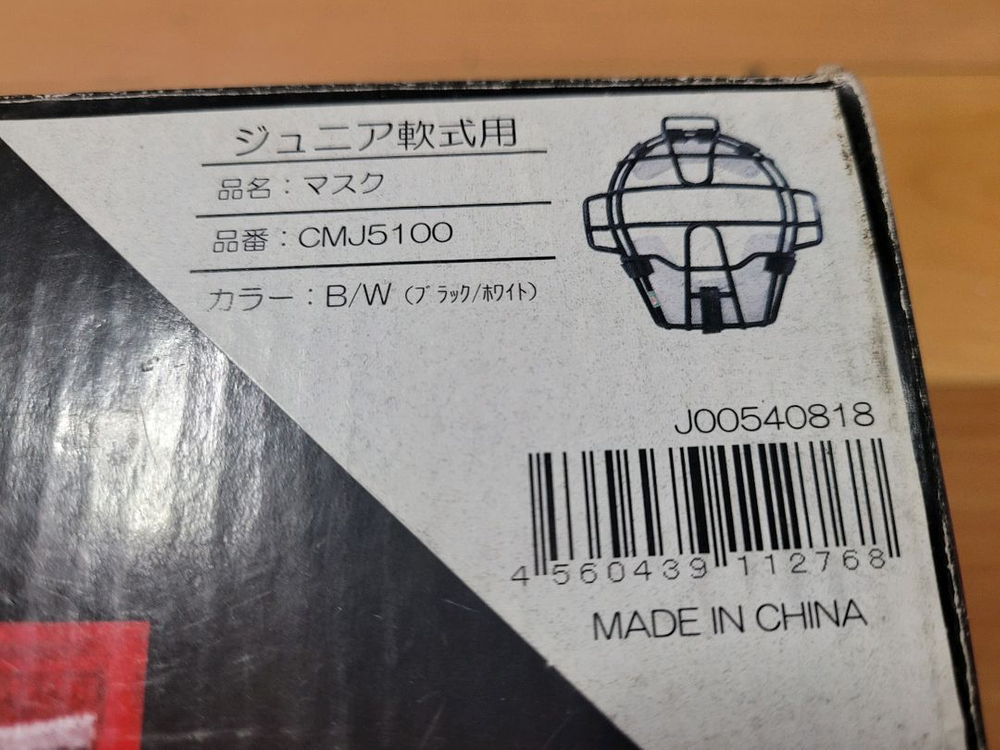 ジュニア軟式用
品名：マスク
品番：CMJ5100
カラー：B/W（ﾌﾞﾗｯｸ/ﾎﾜｲﾄ）
J00540818
4 560439 112768
MADE IN CHINA